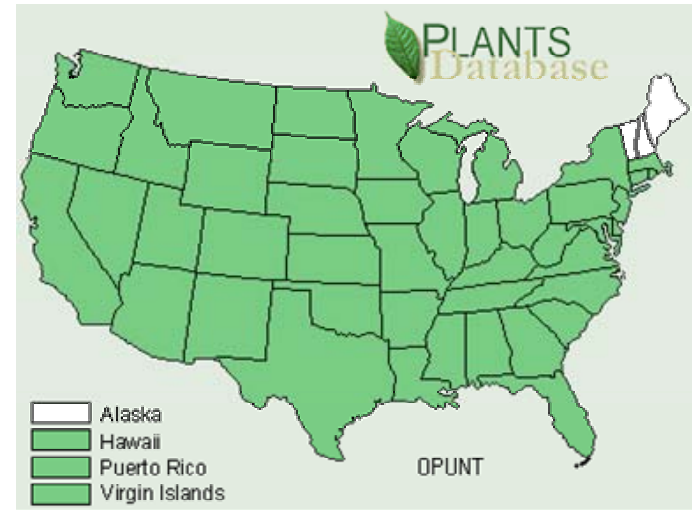 PLANTS
Database
Alaska
Hawaii
Puerto Rico
Virgin Islands
OPUNT